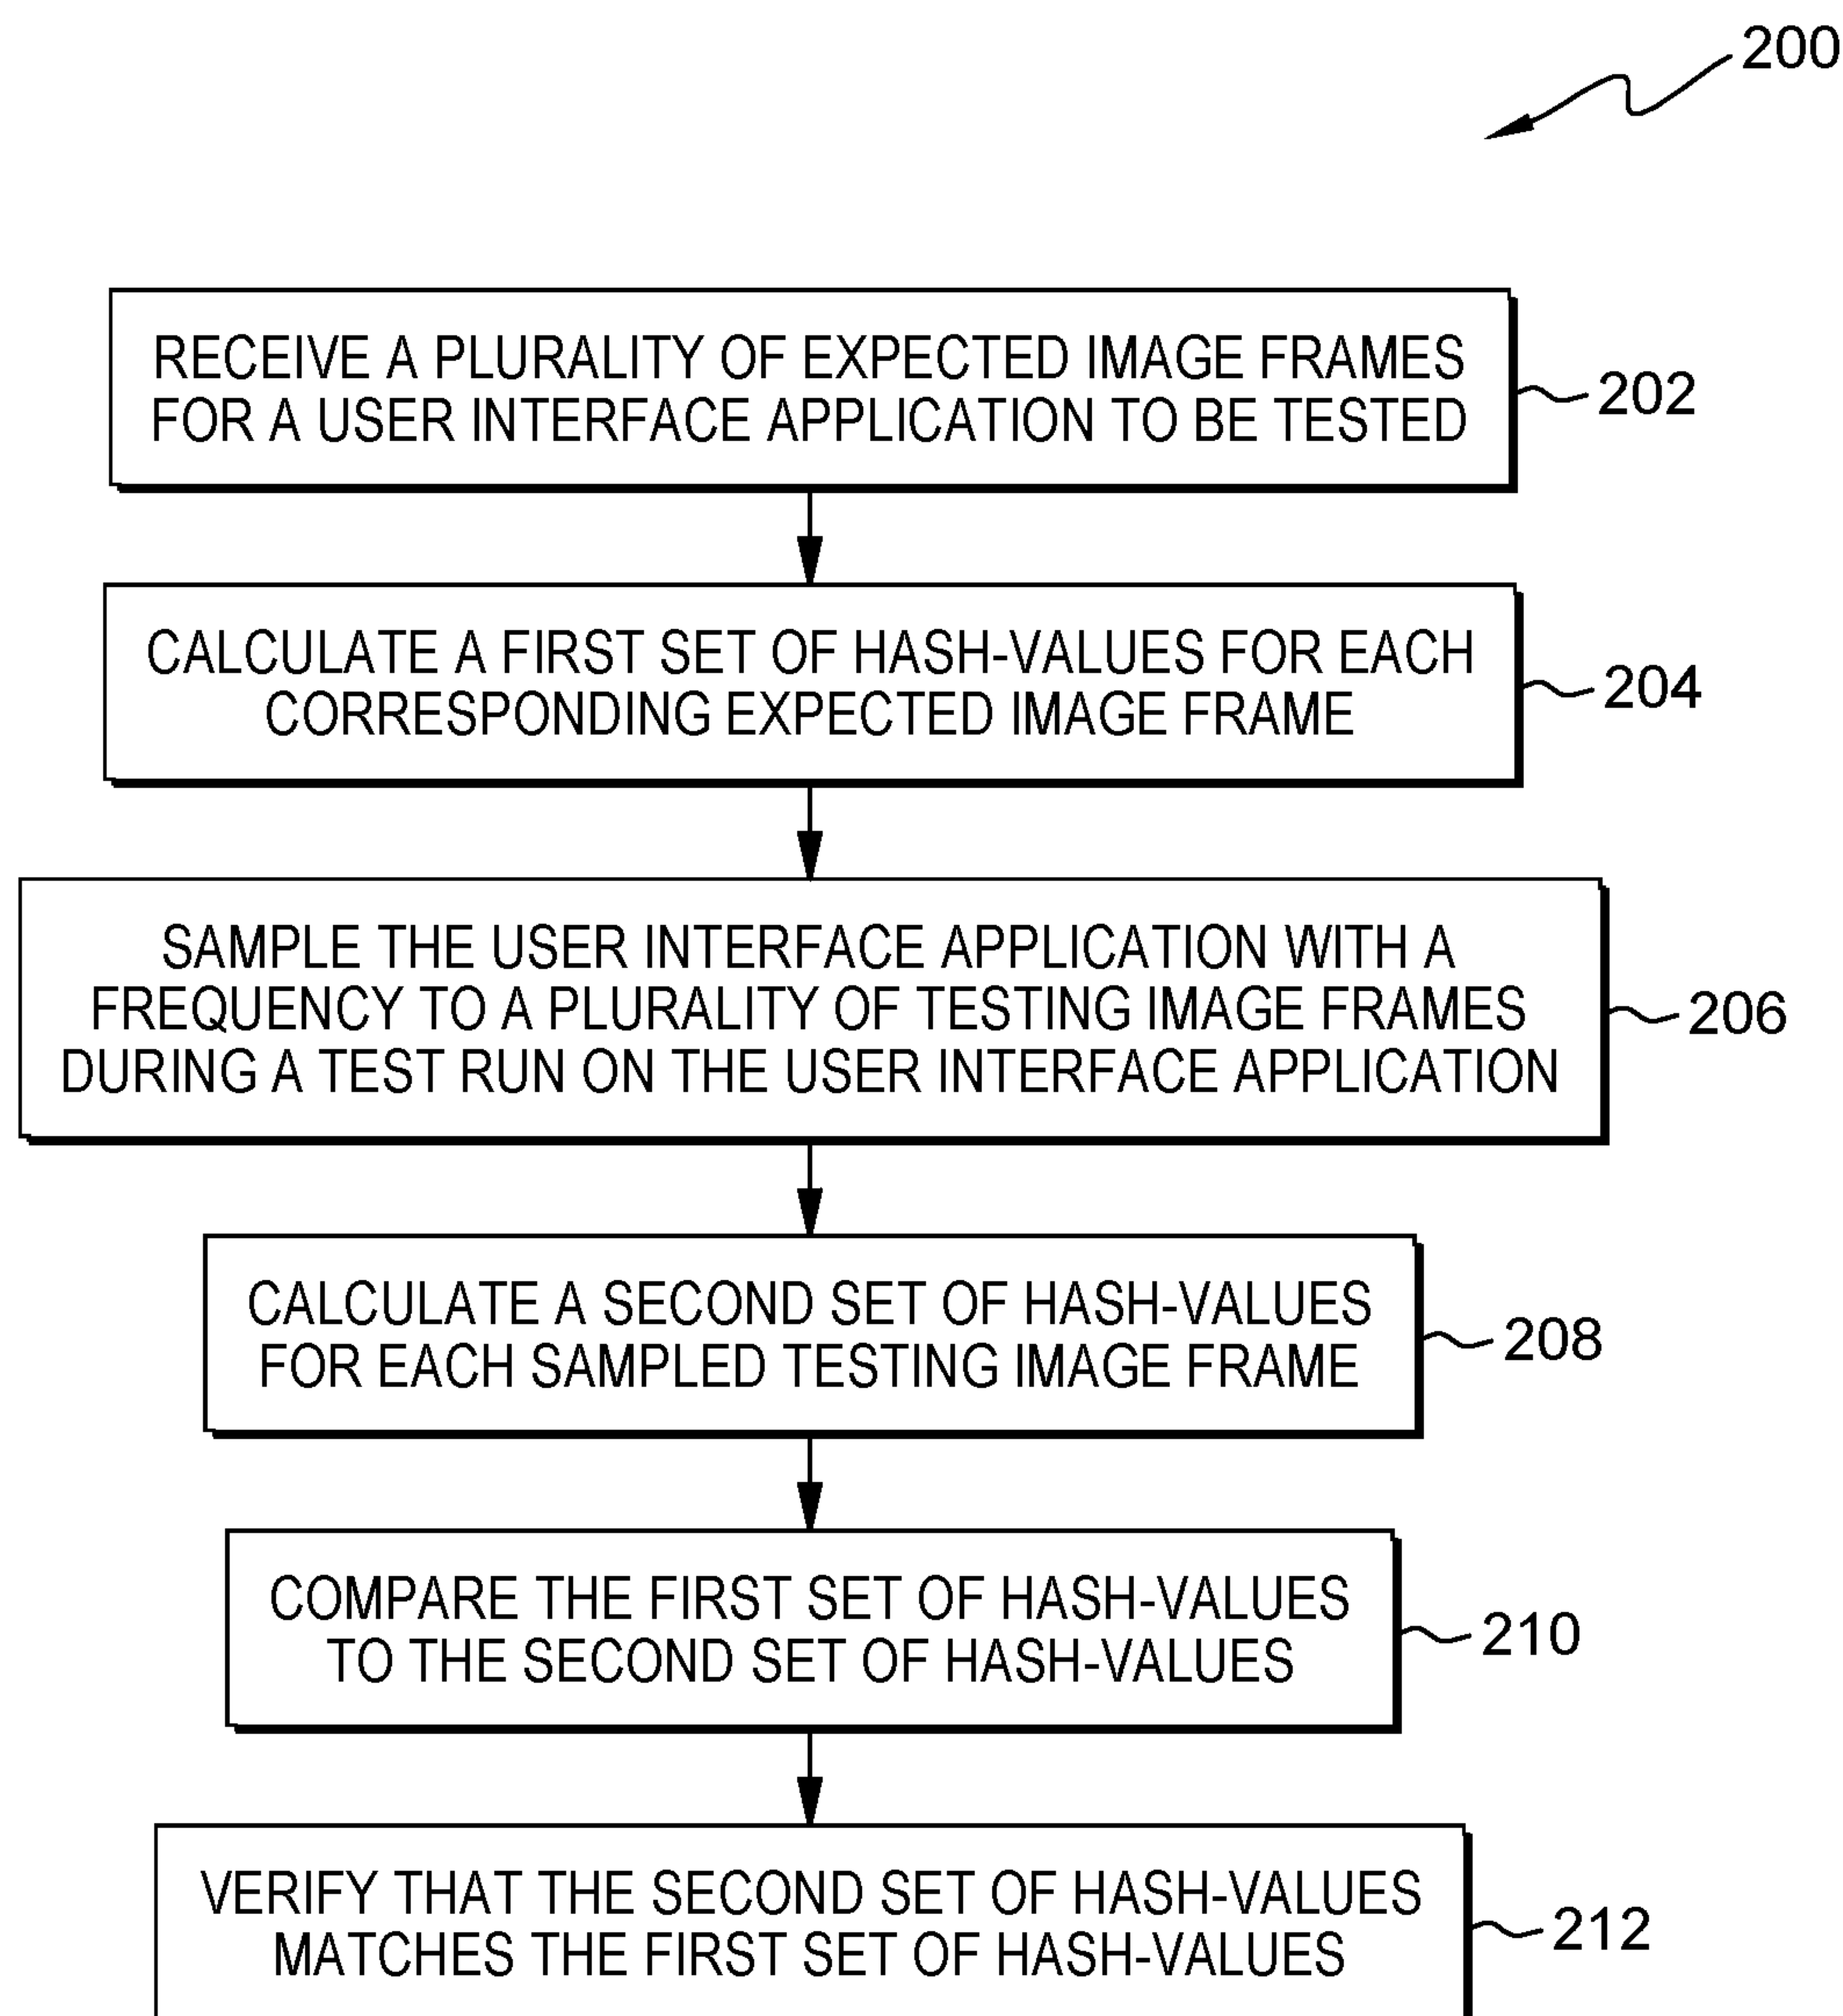 200
RECEIVE A PLURALITY OF EXPECTED IMAGE FRAMES
FOR A USER INTERFACE APPLICATION TO BE TESTED
202
CALCULATE A FIRST SET OF HASH-VALUES FOR EACH
CORRESPONDING EXPECTED IMAGE FRAME
204
SAMPLE THE USER INTERFACE APPLICATION WITH A
FREQUENCY TO A PLURALITY OF TESTING IMAGE FRAMES
DURING A TEST RUN ON THE USER INTERFACE APPLICATION
206
CALCULATE A SECOND SET OF HASH-VALUES
FOR EACH SAMPLED TESTING IMAGE FRAME
208
COMPARE THE FIRST SET OF HASH-VALUES
TO THE SECOND SET OF HASH-VALUES
210
VERIFY THAT THE SECOND SET OF HASH-VALUES
MATCHES THE FIRST SET OF HASH-VALUES
212